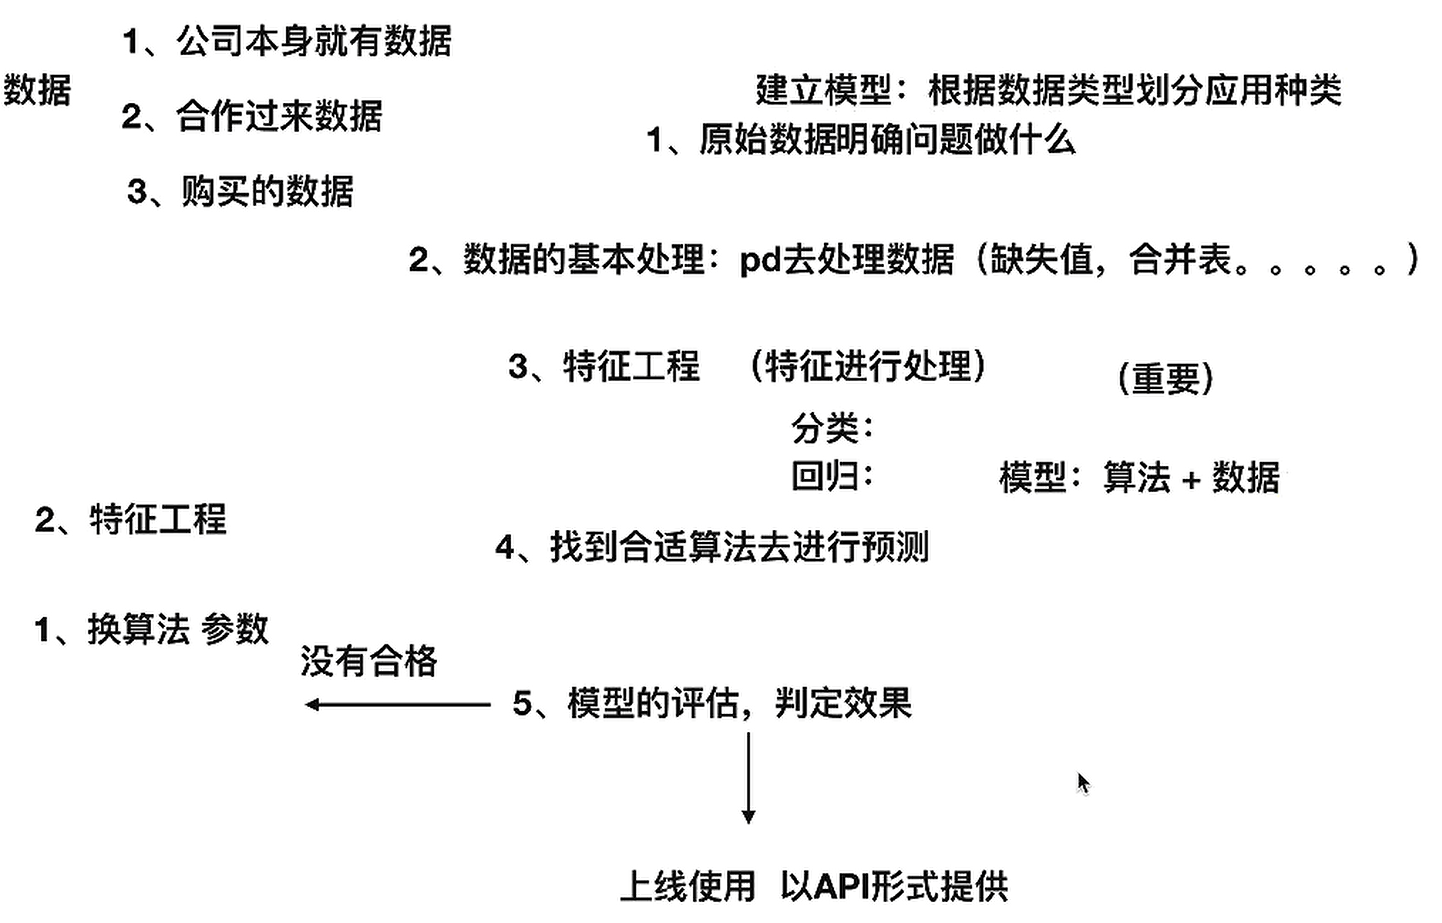 1、公司本身就有数据
数据
建立模型：根据数据类型划分应用种类
2、合作过来数据
1、原始数据明确问题做什么
3、购买的数据
2、数据的基本处理：pd去处理数据（缺失值，合并表。。。。。）
3、特征工程 （特征进行处理）
（重要）
分类：
回归：
模型：算法 + 数据
2、特征工程
4、找到合适算法去进行预测
1、换算法 参数
没有合格
5、模型的评估，判定效果
上线使用 以API形式提供